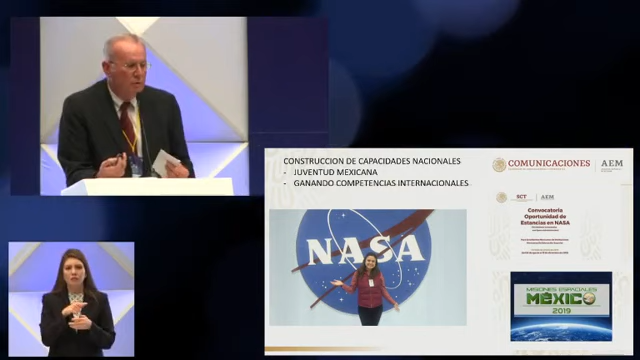 CONSTRUCCION DE CAPACIDADES NACIONALES
- JUVENTUD MEXICANA
- GANANDO COMPETENCIAS INTERNACIONALES
COMUNICACIONES
AEM
SCT
AEM
Convocatoria
Oportunidad de
Estancias en NASA
NASA
MISIONES ESPACIALES
MÉXICO
2019